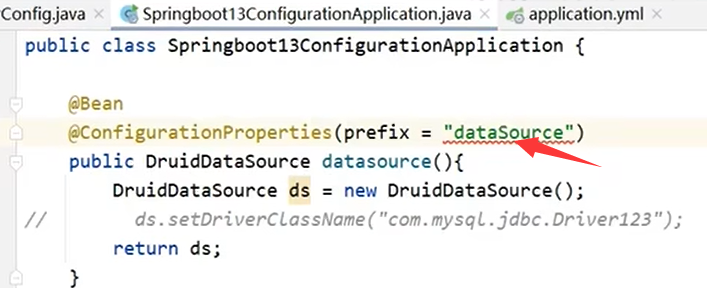 Config.java Springboot13ConfigurationApplication.java application.yml
public class Springboot13ConfigurationApplication {
@Bean
@ConfigurationProperties(prefix = "dataSource")
public DruidDataSource datasource(){
DruidDataSource ds = new DruidDataSource();
// ds.setDriverClassName("com.mysql.jdbc.Driver123");
return ds;
}